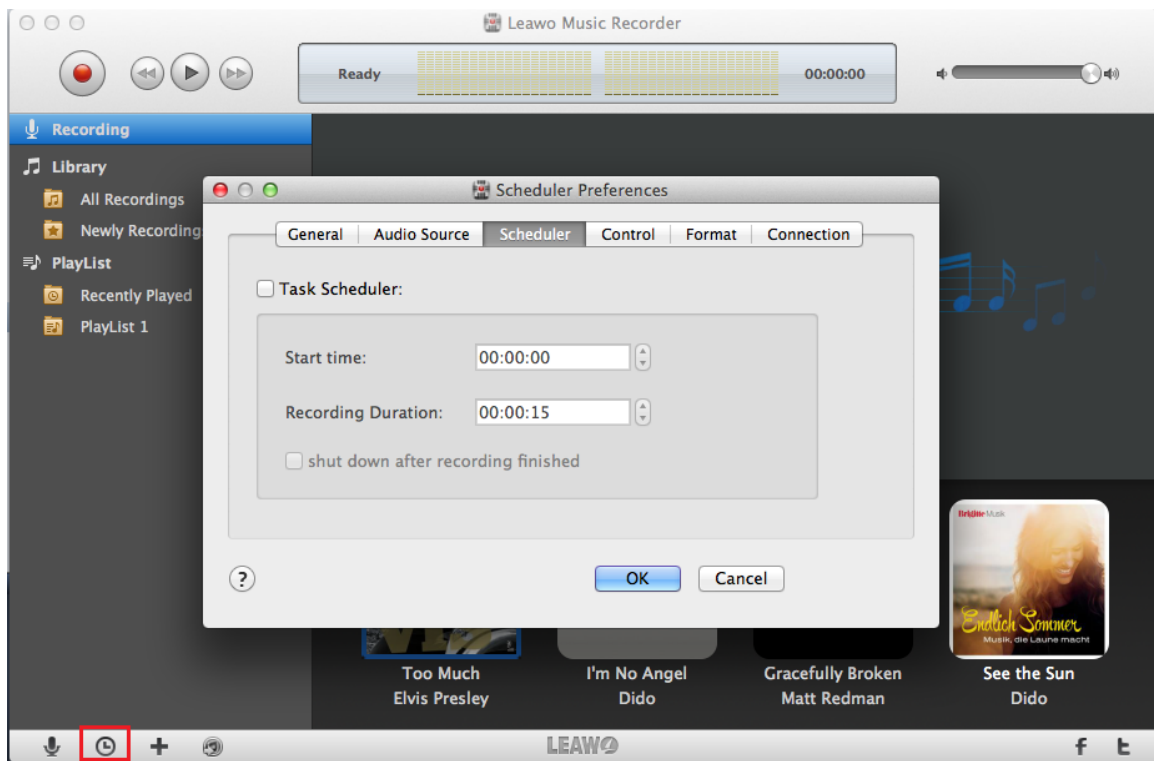 Leawo Music Recorder
Ready
00:00:00
Recording
Library
All Recordings
Newly Recording
PlayList
Recently Played
PlayList 1
Scheduler Preferences
General Audio Source Scheduler Control Format Connection
Task Scheduler:
Start time: 00:00:00
Recording Duration: 00:00:15
shut down after recording finished
? OK Cancel
Brigitte Musik
Endlich Sommer
Musik, die Laune macht
Too Much I'm No Angel Gracefully Broken See the Sun
Elvis Presley Dido Matt Redman Dido
LEAWO